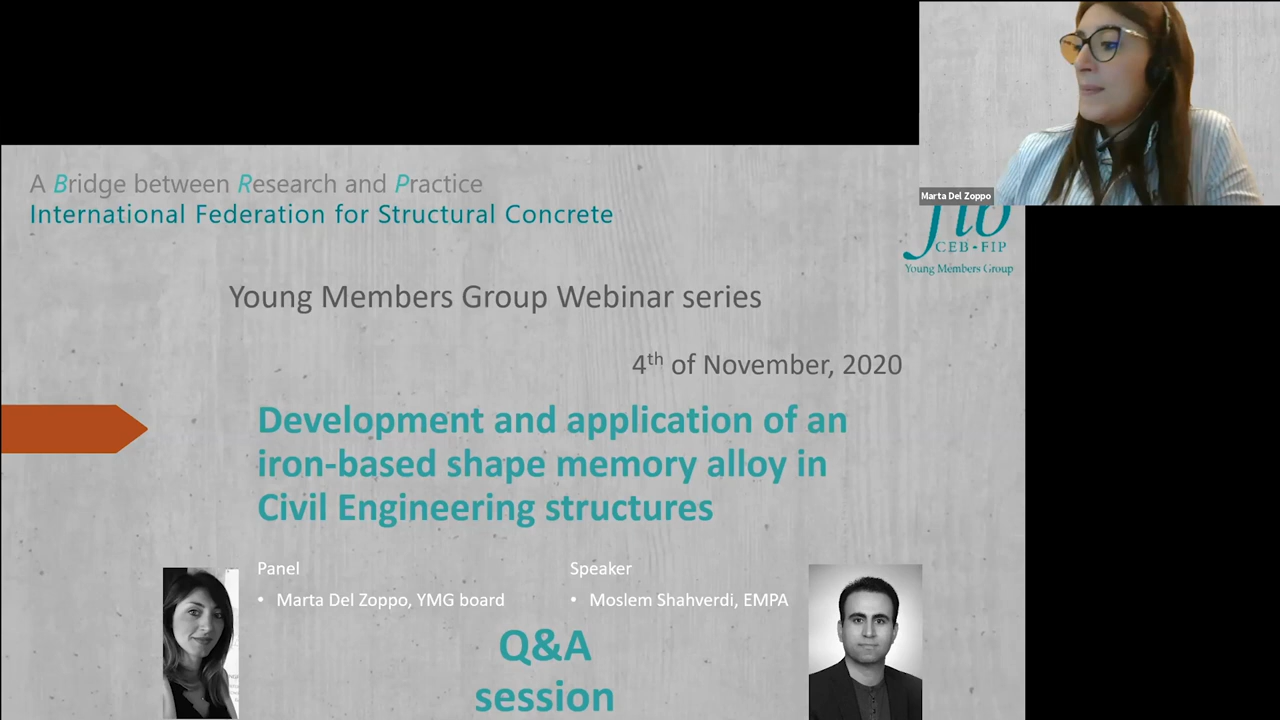 Marta Del Zoppo
A Bridge between Research and Practice
International Federation for Structural Concrete
fib
CEB-FIP
Young Members Group
Young Members Group Webinar series
4th of November, 2020
Development and application of an
iron-based shape memory alloy in
Civil Engineering structures
Panel
• Marta Del Zoppo, YMG board
Speaker
• Moslem Shahverdi, EMPA
Q&A
session